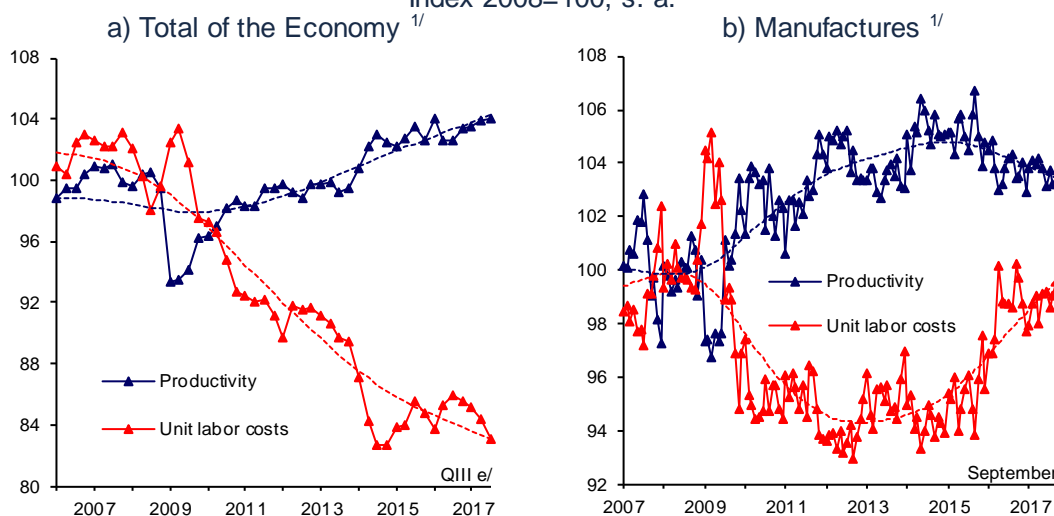 Index 2008=100, s. a.
a) Total of the Economy 1/
108
104
100
96
92
88
84
80
Productivity
Unit labor costs
QIII e/
2007 2009 2011 2013 2015 2017
b) Manufactures 1/
108
106
104
102
100
98
96
94
92
Productivity
Unit labor costs
September
2007 2009 2011 2013 2015 2017